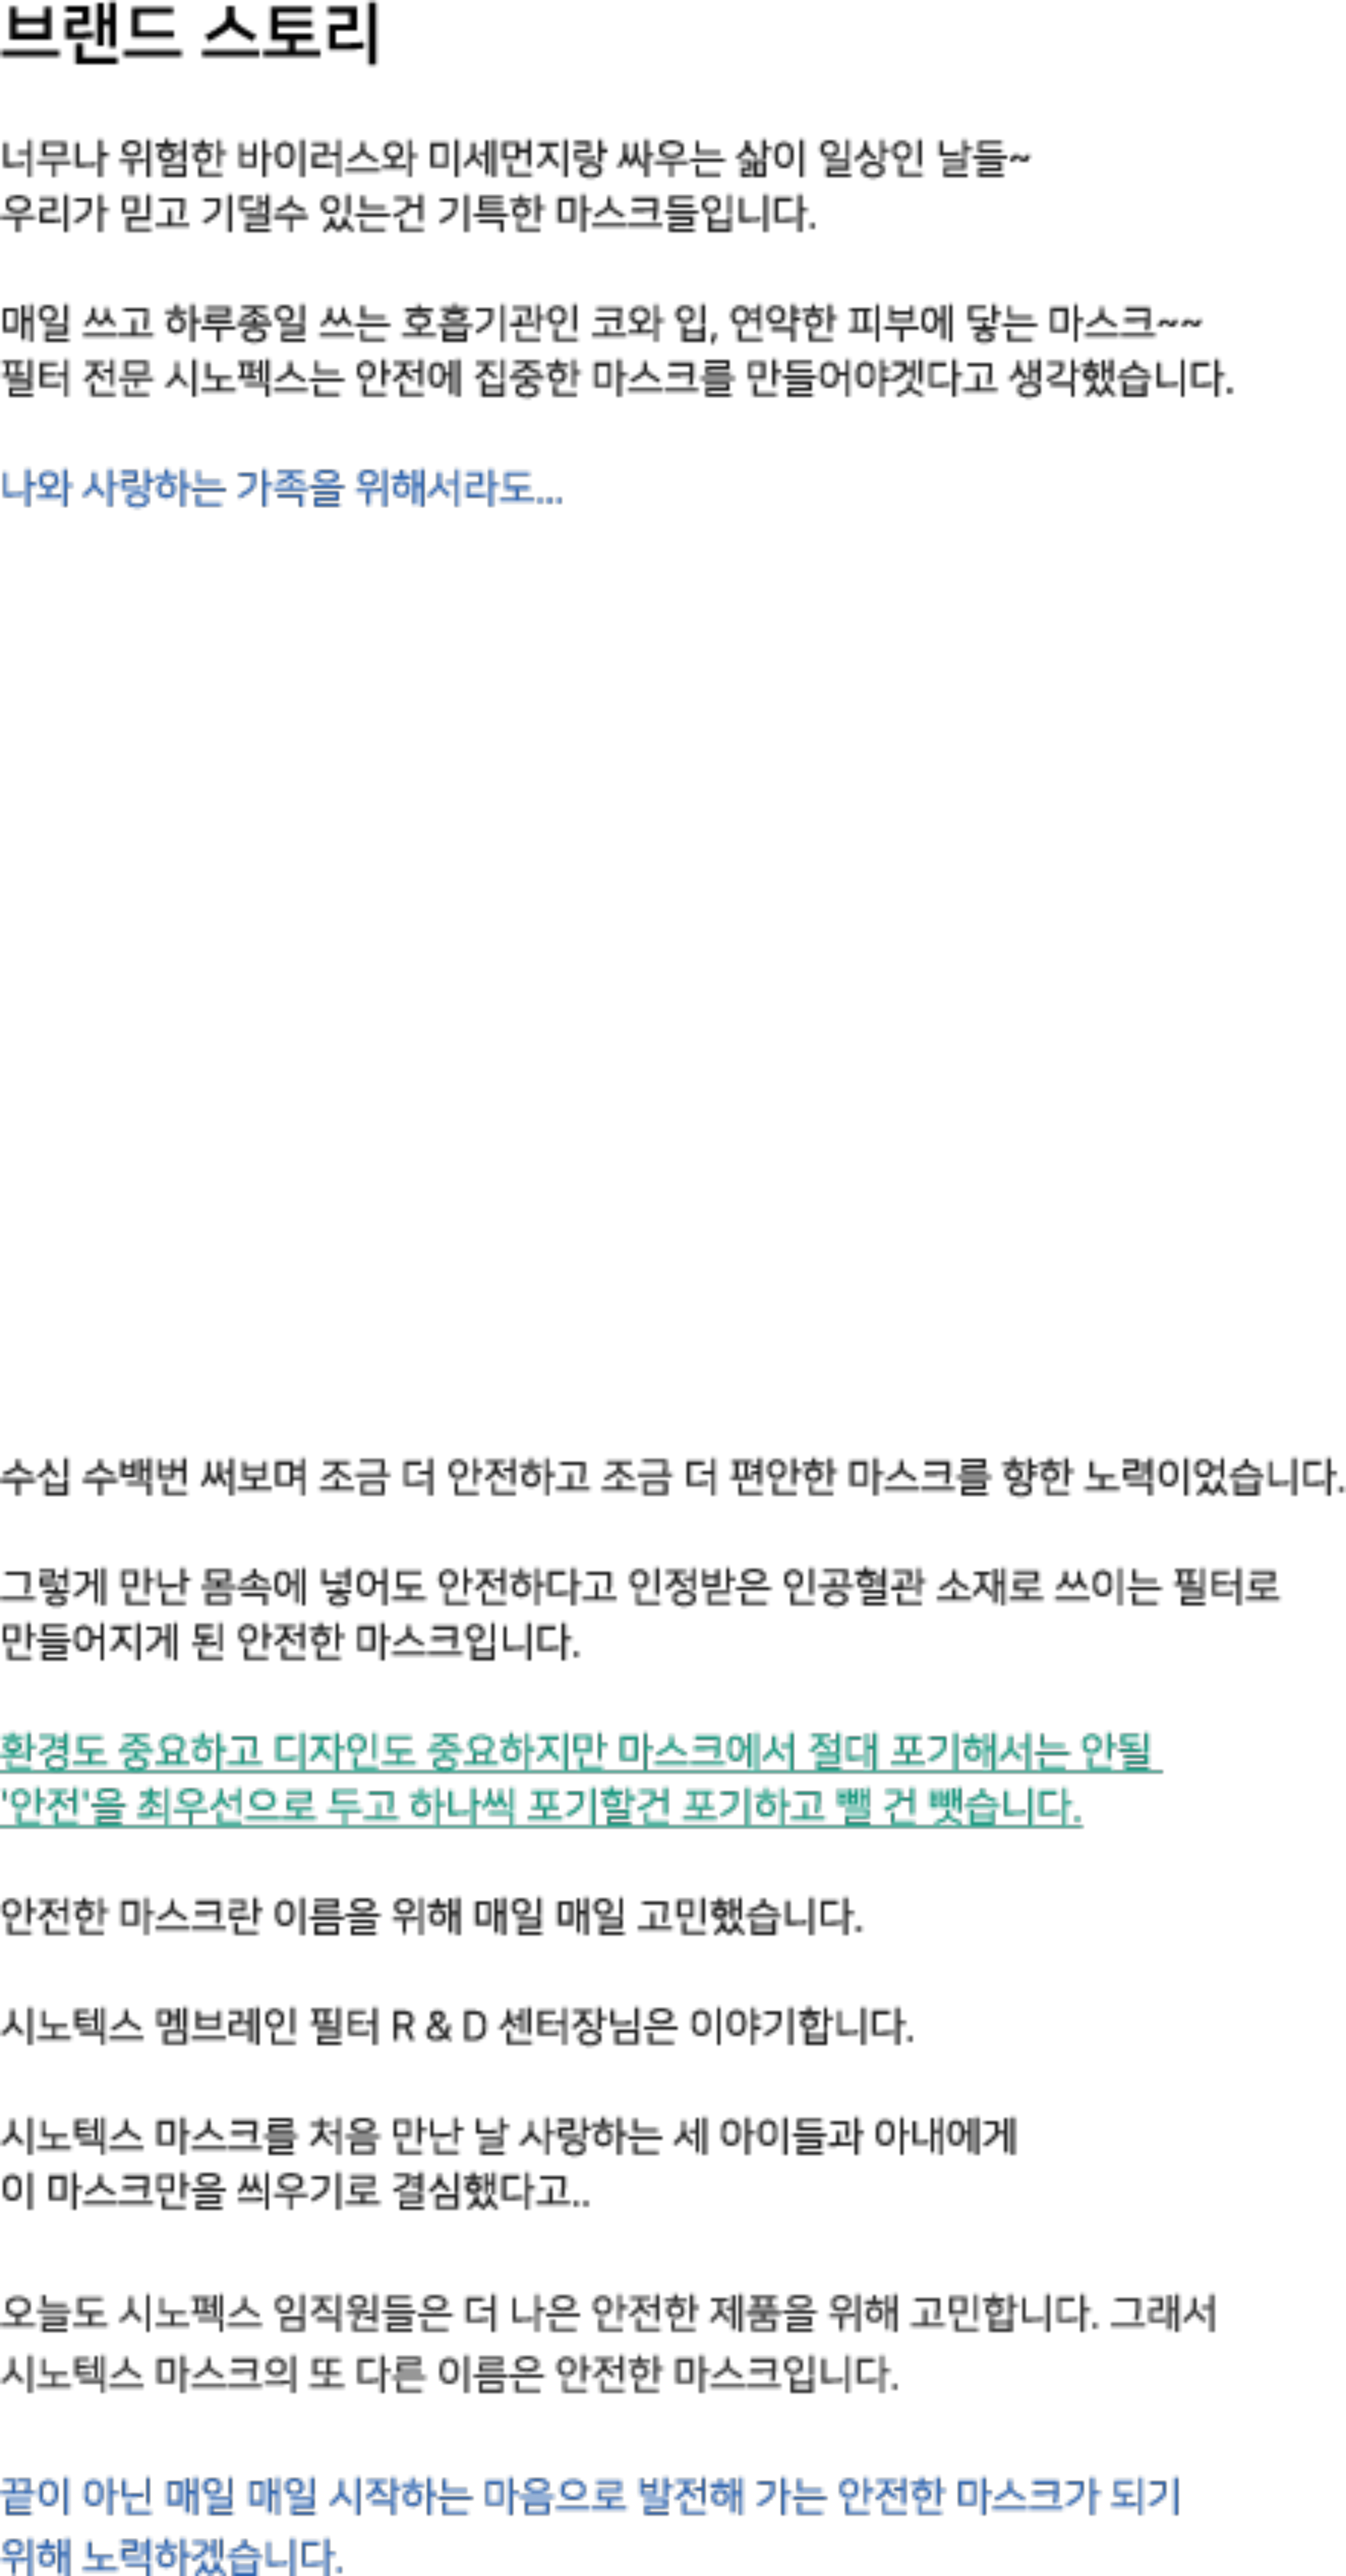 브랜드 스토리
너무나 위험한 바이러스와 미세먼지랑 싸우는 삶이 일상인 날들~
우리가 믿고 기댈수 있는건 기특한 마스크들입니다.
매일 쓰고 하루종일 쓰는 호흡기관인 코와 입, 연약한 피부에 닿는 마스크~~
필터 전문 시노펙스는 안전에 집중한 마스크를 만들어야겟다고 생각했습니다.
나와 사랑하는 가족을 위해서라도...
수십 수백번 써보며 조금 더 안전하고 조금 더 편안한 마스크를 향한 노력이었습니다.
그렇게 만난 몸속에 넣어도 안전하다고 인정받은 인공혈관 소재로 쓰이는 필터로
만들어지게 된 안전한 마스크입니다.
환경도 중요하고 디자인도 중요하지만 마스크에서 절대 포기해서는 안될
'안전'을 최우선으로 두고 하나씩 포기할건 포기하고 뺄 건 뺏습니다.
안전한 마스크란 이름을 위해 매일 매일 고민했습니다.
시노텍스 멤브레인 필터 R & D 센터장님은 이야기합니다.
시노텍스 마스크를 처음 만난 날 사랑하는 세 아이들과 아내에게
이 마스크만을 씌우기로 결심했다고..
오늘도 시노펙스 임직원들은 더 나은 안전한 제품을 위해 고민합니다. 그래서
시노텍스 마스크의 또 다른 이름은 안전한 마스크입니다.
끝이 아닌 매일 매일 시작하는 마음으로 발전해 가는 안전한 마스크가 되기
위해 노력하겠습니다.